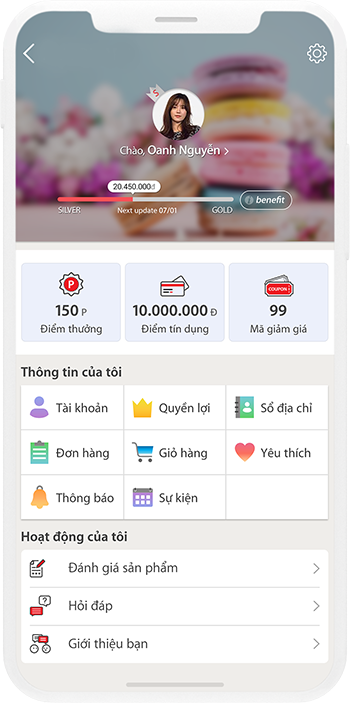 S
Chào, Oanh Nguyễn >
20.450.000đ
SILVER Next update 07/01 GOLD
benefit
P COUPON
150 P 10.000.000 Đ 99
Điểm thưởng Điểm tín dụng Mã giảm giá
Thông tin của tôi
Tài khoản Quyền lợi Sổ địa chỉ
Đơn hàng Giỏ hàng Yêu thích
Thông báo Sự kiện
Hoạt động của tôi
Đánh giá sản phẩm
?
Hỏi đáp
Giới thiệu bạn